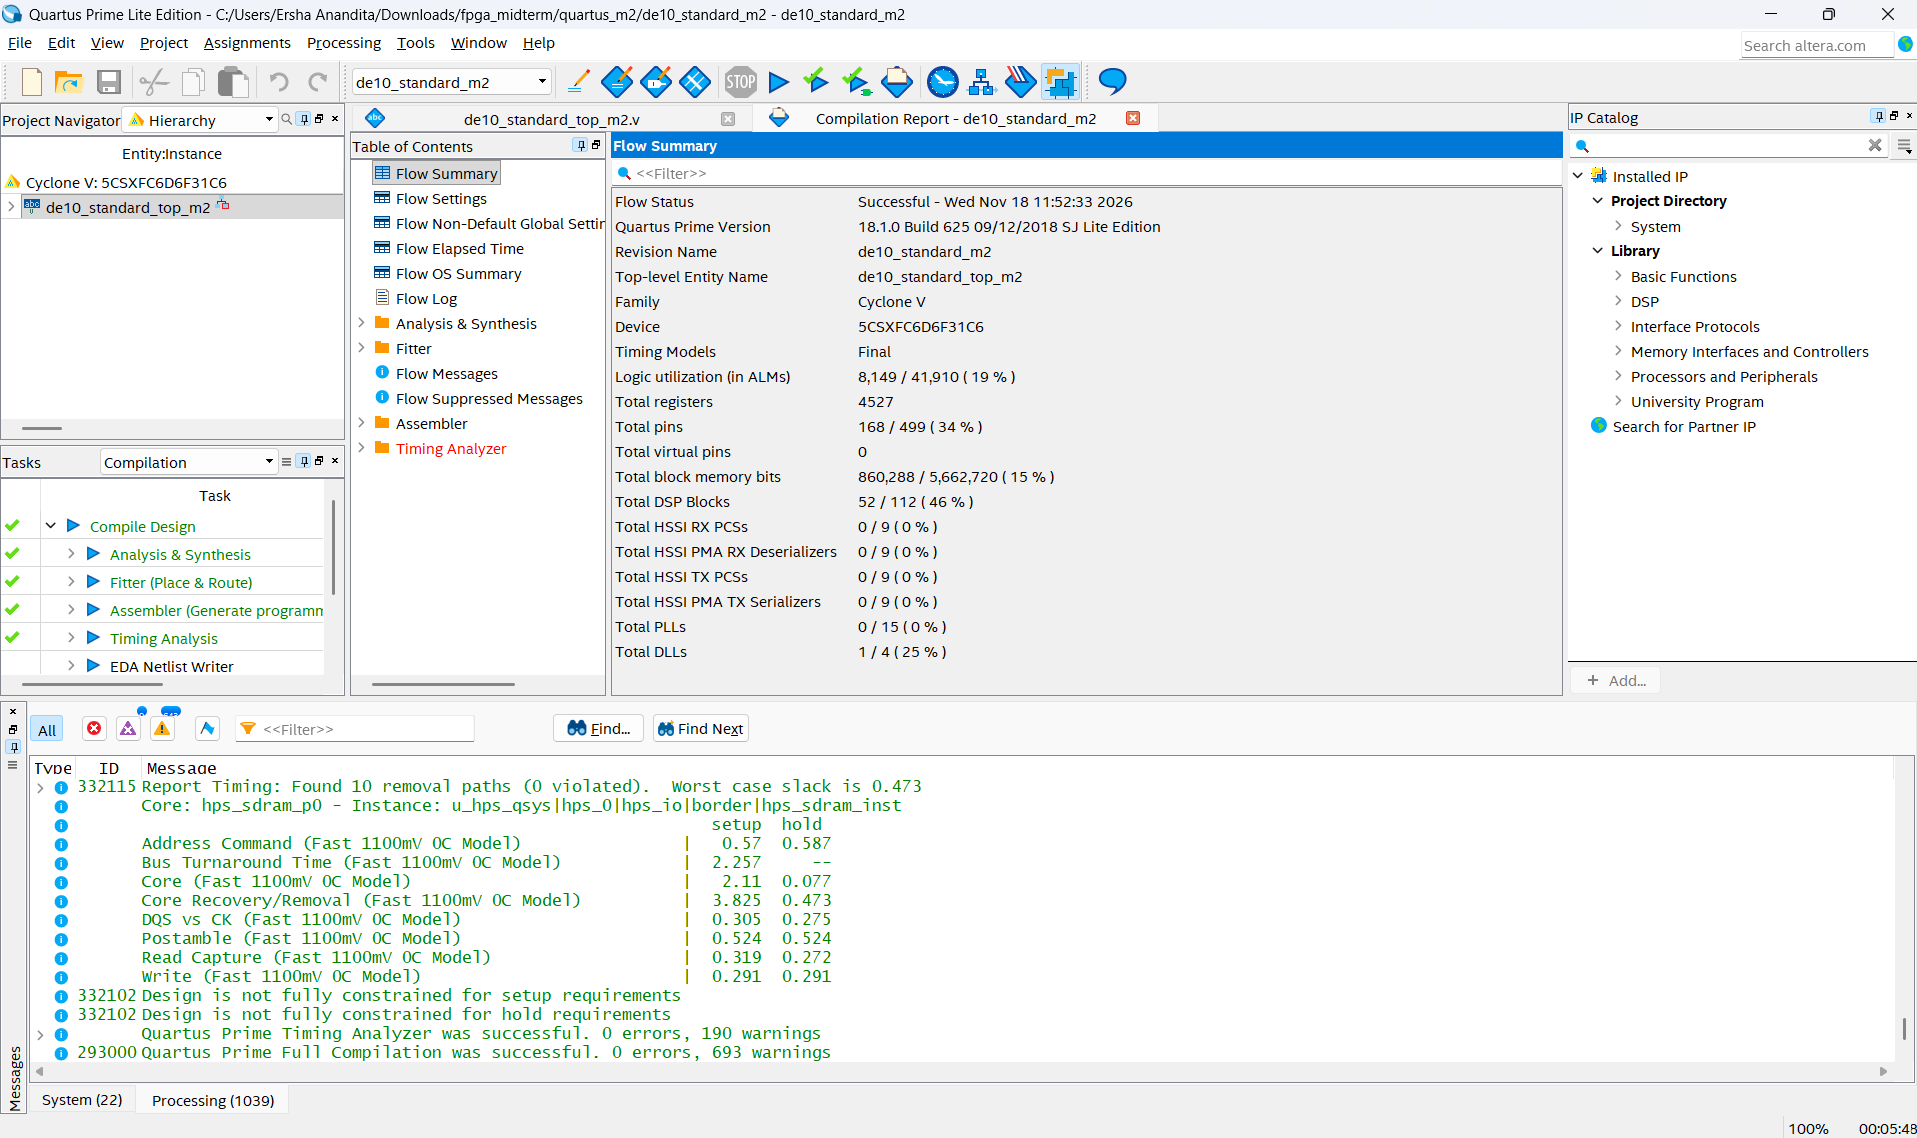 Quartus Prime Lite Edition - C:/Users/Ersha Anandita/Downloads/fpga_midterm/quartus_m2/de10_standard_m2 - de10_standard_m2
File Edit View Project Assignments Processing Tools Window Help
Search altera.com
de10_standard_m2
STOP
Project Navigator Hierarchy
Entity:Instance
Cyclone V: 5CSXFC6D6F31C6
de10_standard_top_m2
Tasks Compilation
Task
Compile Design
Analysis & Synthesis
Fitter (Place & Route)
Assembler (Generate programm
Timing Analysis
EDA Netlist Writer
de10_standard_top_m2.v
Compilation Report - de10_standard_m2
Table of Contents
Flow Summary
Flow Settings
Flow Non-Default Global Settin
Flow Elapsed Time
Flow OS Summary
Flow Log
Analysis & Synthesis
Fitter
Flow Messages
Flow Suppressed Messages
Assembler
Timing Analyzer
Flow Summary
<<Filter>>
Flow Status Successful - Wed Nov 18 11:52:33 2026
Quartus Prime Version 18.1.0 Build 625 09/12/2018 SJ Lite Edition
Revision Name de10_standard_m2
Top-level Entity Name de10_standard_top_m2
Family Cyclone V
Device 5CSXFC6D6F31C6
Timing Models Final
Logic utilization (in ALMs) 8,149 / 41,910 ( 19 % )
Total registers 4527
Total pins 168 / 499 ( 34 % )
Total virtual pins 0
Total block memory bits 860,288 / 5,662,720 ( 15 % )
Total DSP Blocks 52 / 112 ( 46 % )
Total HSSI RX PCSs 0 / 9 ( 0 % )
Total HSSI PMA RX Deserializers 0 / 9 ( 0 % )
Total HSSI TX PCSs 0 / 9 ( 0 % )
Total HSSI PMA TX Serializers 0 / 9 ( 0 % )
Total PLLs 0 / 15 ( 0 % )
Total DLLs 1 / 4 ( 25 % )
IP Catalog
Installed IP
Project Directory
System
Library
Basic Functions
DSP
Interface Protocols
Memory Interfaces and Controllers
Processors and Peripherals
University Program
Search for Partner IP
+ Add...
All <<Filter>> Find... Find Next
Type ID Message
332115 Report Timing: Found 10 removal paths (0 violated). Worst case slack is 0.473
Core: hps_sdram_p0 - Instance: u_hps_qsys|hps_0|hps_io|border|hps_sdram_inst
setup hold
Address Command (Fast 1100mV 0C Model) | 0.57 0.587
Bus Turnaround Time (Fast 1100mV 0C Model) | 2.257 --
Core (Fast 1100mV 0C Model) | 2.11 0.077
Core Recovery/Removal (Fast 1100mV 0C Model) | 3.825 0.473
DQS vs CK (Fast 1100mV 0C Model) | 0.305 0.275
Postamble (Fast 1100mV 0C Model) | 0.524 0.524
Read Capture (Fast 1100mV 0C Model) | 0.319 0.272
Write (Fast 1100mV 0C Model) | 0.291 0.291
332102 Design is not fully constrained for setup requirements
332102 Design is not fully constrained for hold requirements
Quartus Prime Timing Analyzer was successful. 0 errors, 190 warnings
293000 Quartus Prime Full Compilation was successful. 0 errors, 693 warnings
Messages
System (22) Processing (1039)
100% 00:05:48